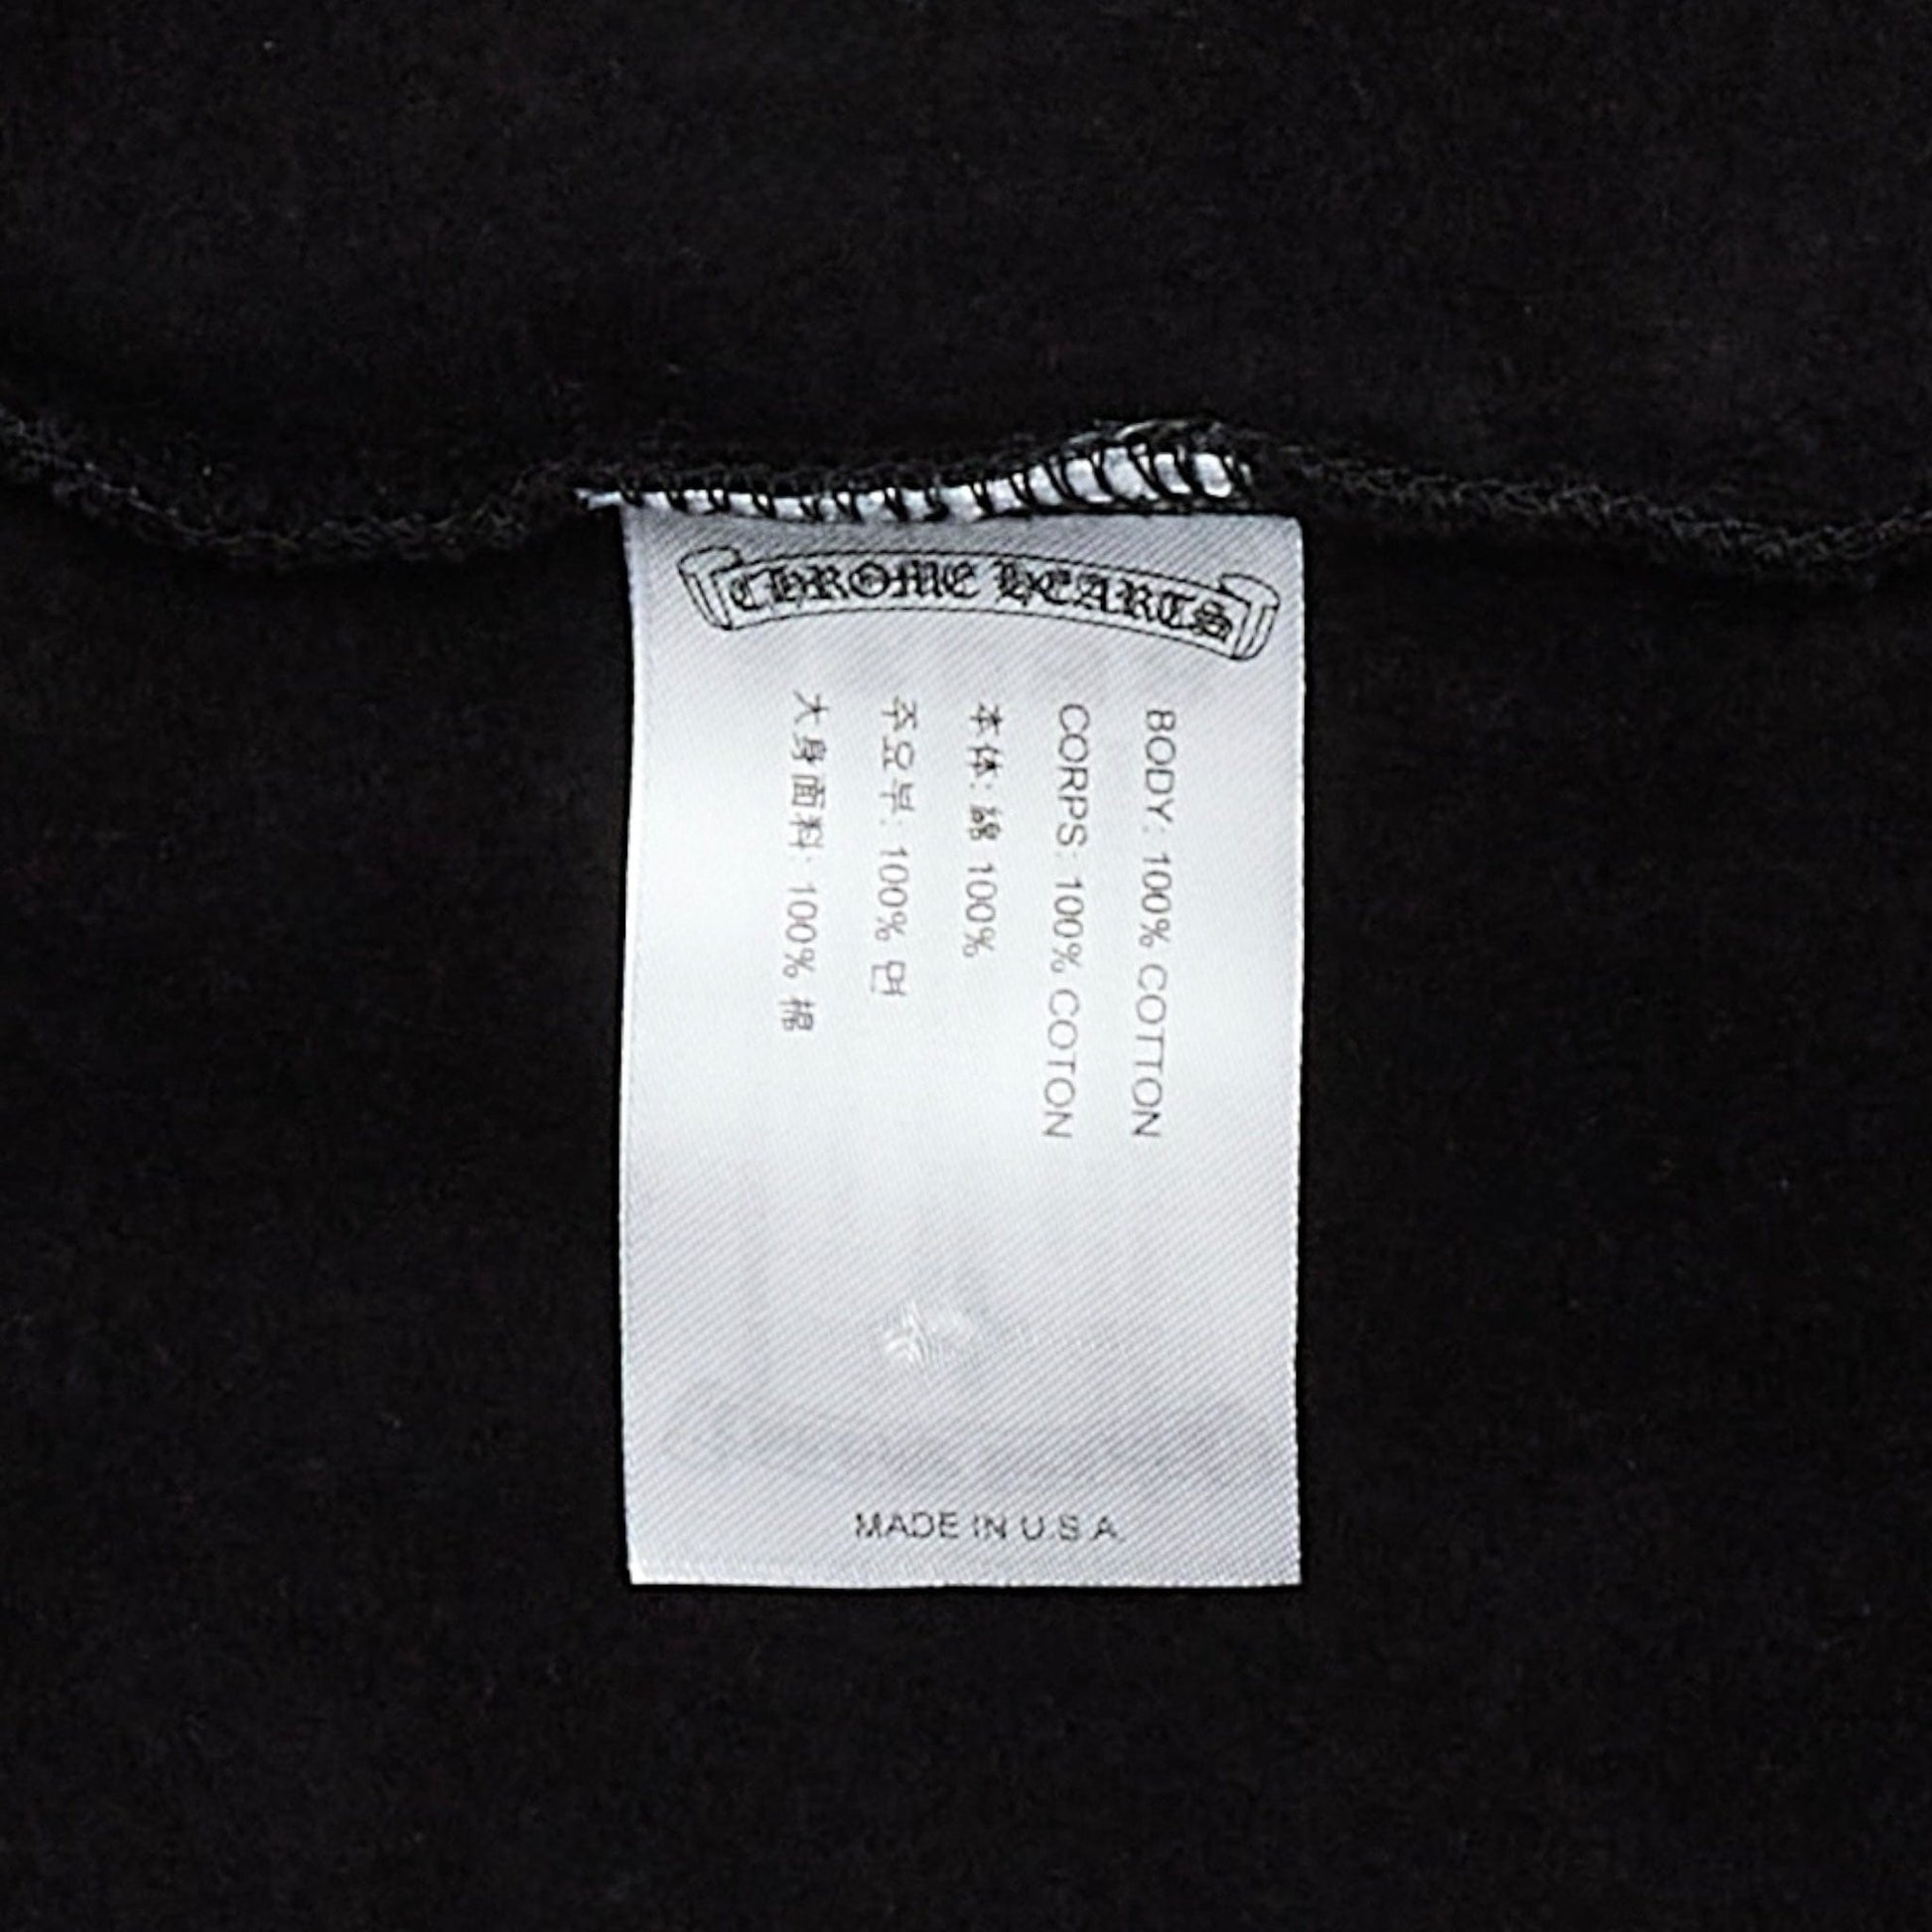 CHROME HEARTS
BODY: 100% COTTON
CORPS: 100% COTON
本体: 綿 100%
주요부: 100% 면
大身面料: 100% 棉
MADE IN U.S.A.